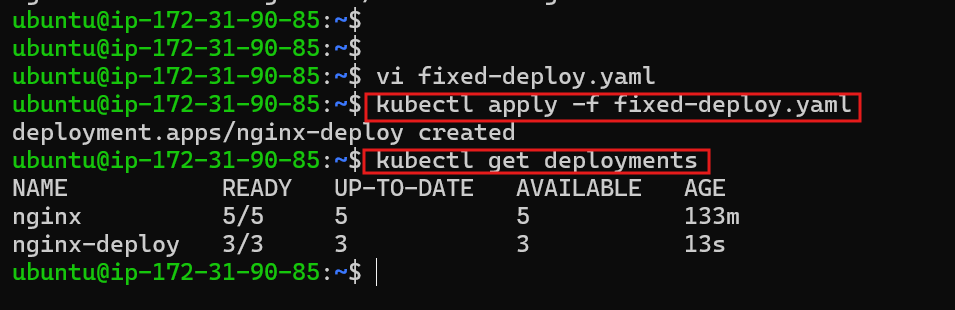 ubuntu@ip-172-31-90-85:~$
ubuntu@ip-172-31-90-85:~$
ubuntu@ip-172-31-90-85:~$ vi fixed-deploy.yaml
ubuntu@ip-172-31-90-85:~$ kubectl apply -f fixed-deploy.yaml
deployment.apps/nginx-deploy created
ubuntu@ip-172-31-90-85:~$ kubectl get deployments
NAME READY UP-TO-DATE AVAILABLE AGE
nginx 5/5 5 5 133m
nginx-deploy 3/3 3 3 13s
ubuntu@ip-172-31-90-85:~$